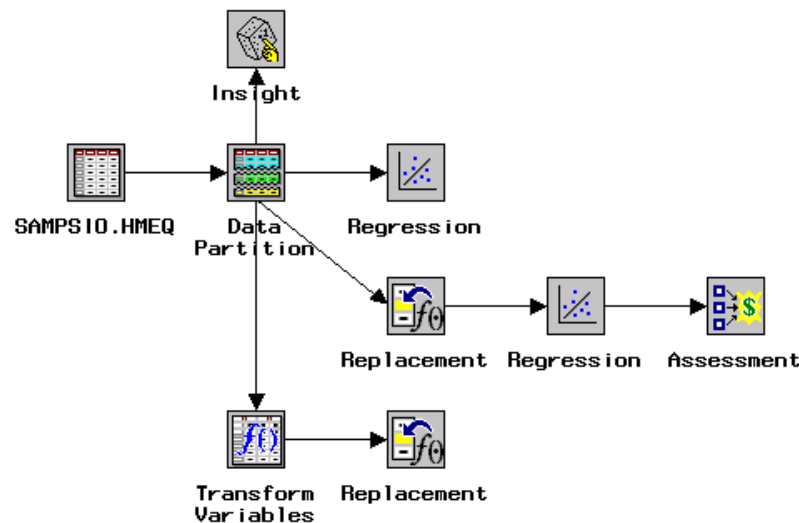 Insight
SAMPSIO.HMEQ
Data
Partition
Regression
Replacement
Regression
Assessment
Transform
Variables
Replacement